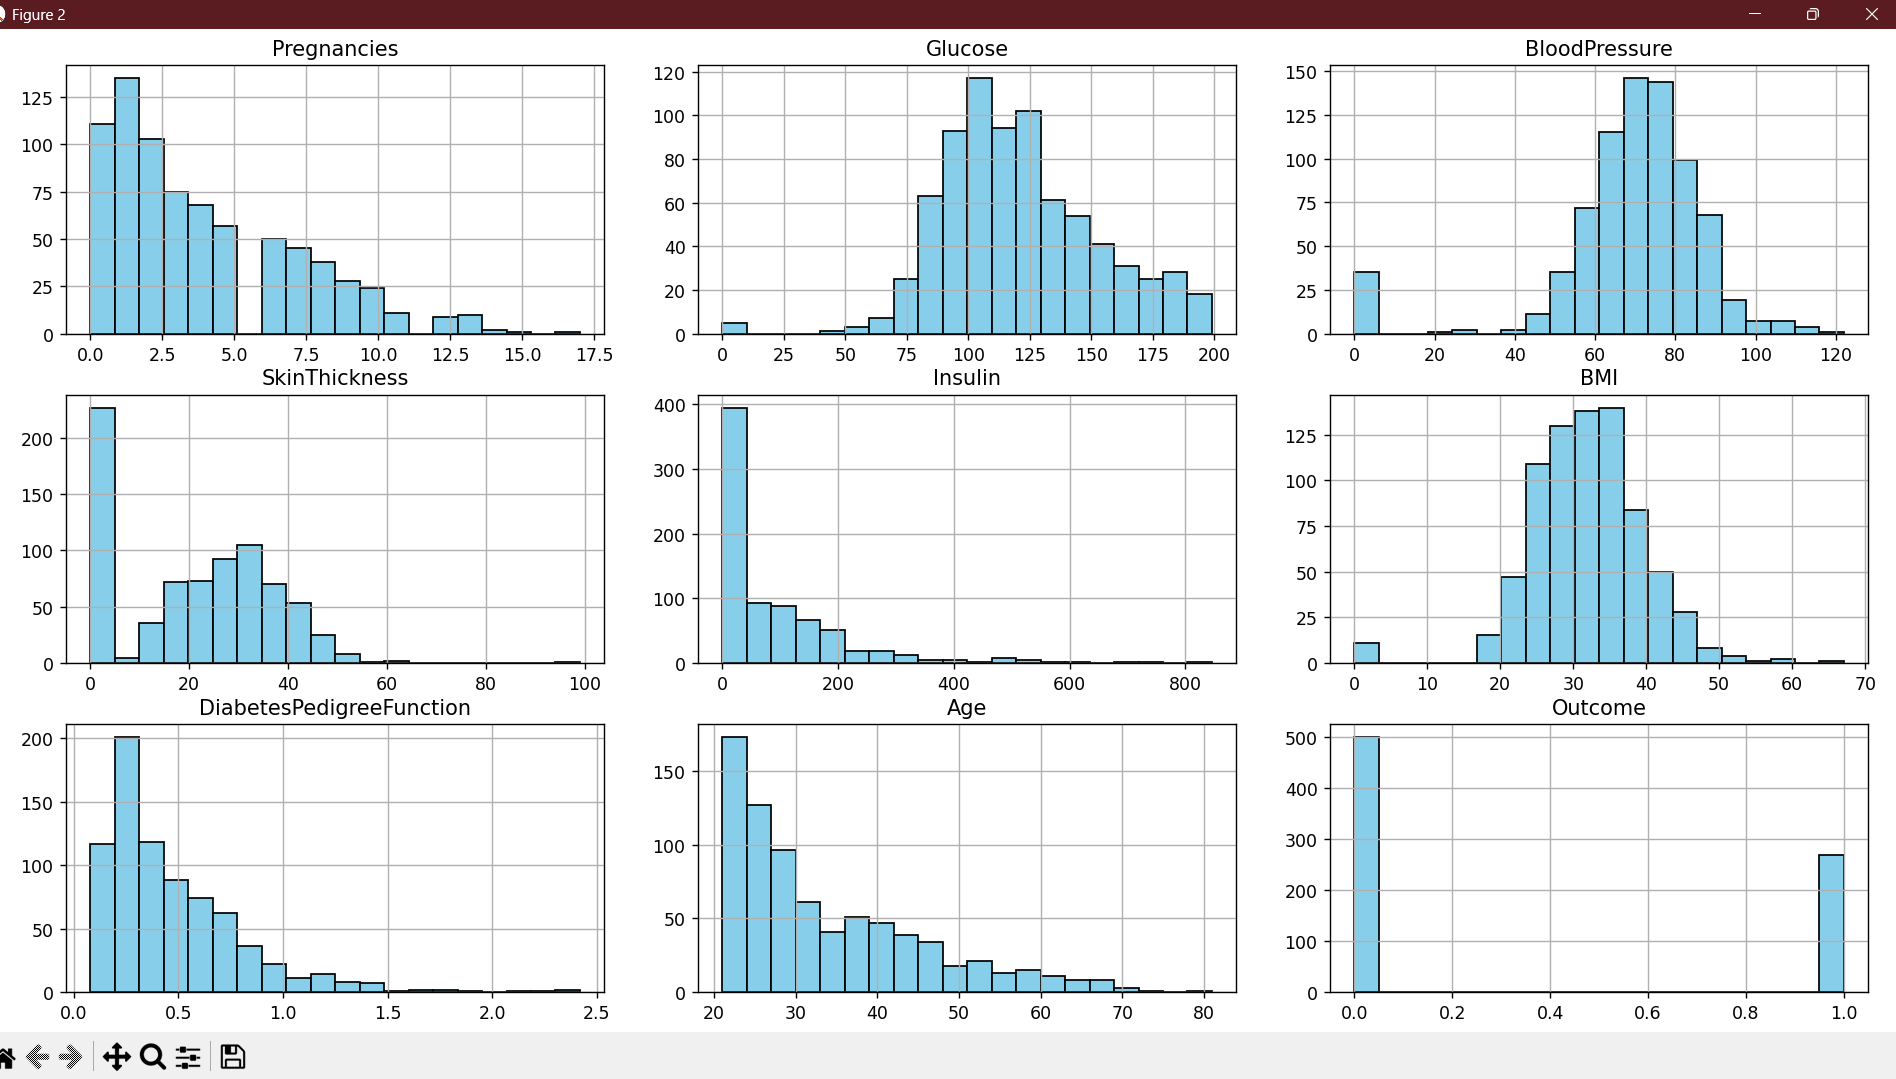 Figure 2
Pregnancies
125
100
75
50
25
0
0.0 2.5 5.0 7.5 10.0 12.5 15.0 17.5
Glucose
120
100
80
60
40
20
0
0 25 50 75 100 125 150 175 200
BloodPressure
150
125
100
75
50
25
0
0 20 40 60 80 100 120
SkinThickness
200
150
100
50
0
0 20 40 60 80 100
Insulin
400
300
200
100
0
0 200 400 600 800
BMI
125
100
75
50
25
0
0 10 20 30 40 50 60 70
DiabetesPedigreeFunction
200
150
100
50
0
0.0 0.5 1.0 1.5 2.0 2.5
Age
150
100
50
0
20 30 40 50 60 70 80
Outcome
500
400
300
200
100
0
0.0 0.2 0.4 0.6 0.8 1.0